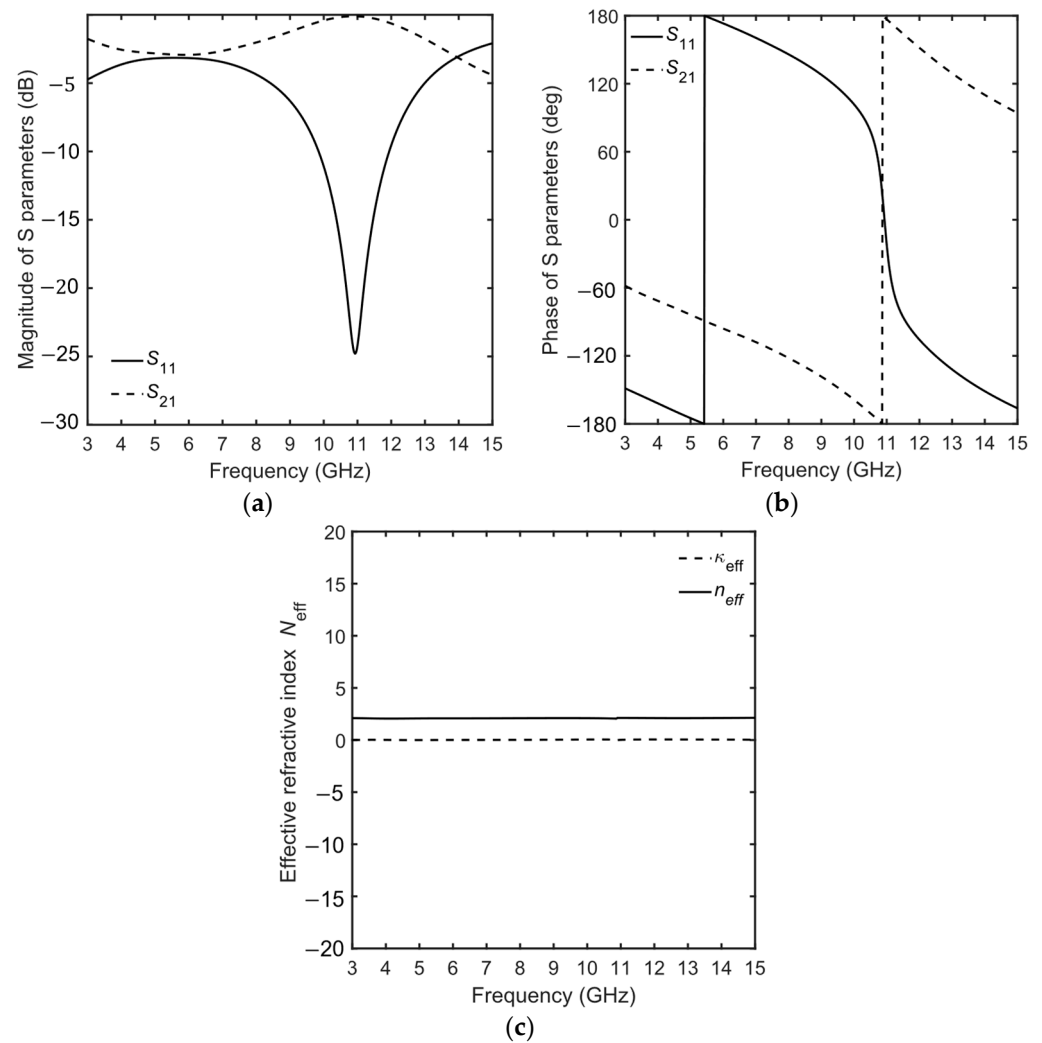 Magnitude of S parameters (dB)
−5
−10
−15
−20
−25
−30
S11
S21
3 4 5 6 7 8 9 10 11 12 13 14 15
Frequency (GHz)
(a)
Phase of S parameters (deg)
180
120
60
0
−60
−120
−180
S11
S21
3 4 5 6 7 8 9 10 11 12 13 14 15
Frequency (GHz)
(b)
Effective refractive index Neff
20
15
10
5
0
−5
−10
−15
−20
κeff
neff
3 4 5 6 7 8 9 10 11 12 13 14 15
Frequency (GHz)
(c)